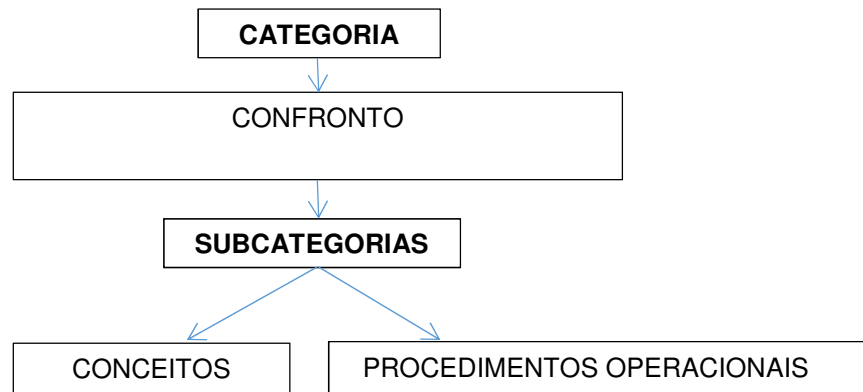 CATEGORIA
CONFRONTO
SUBCATEGORIAS
CONCEITOS
PROCEDIMENTOS OPERACIONAIS